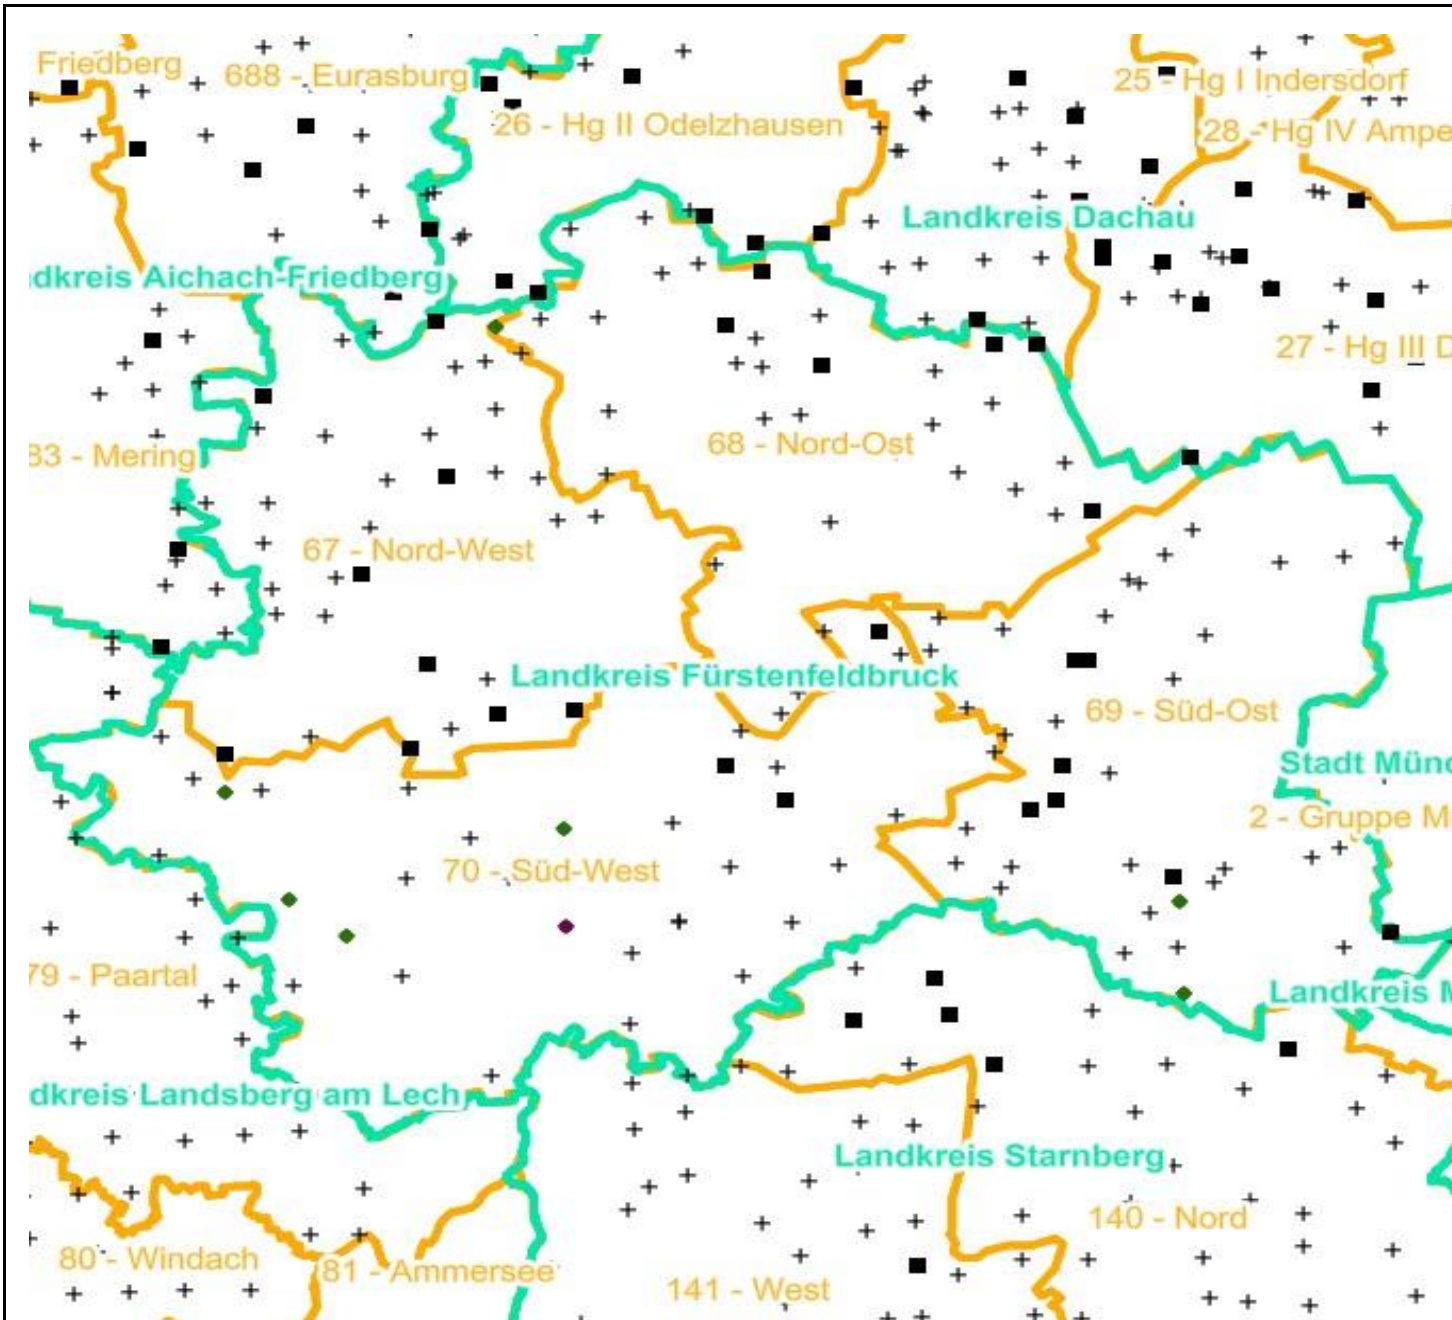 Friedberg
688 - Eurasburg
25 - Hg I Indersdorf
26 - Hg II Odelzhausen
28 - Hg IV Ampe
Landkreis Dachau
dkreis Aichach-Friedberg
27 - Hg III D
83 - Mering
68 - Nord-Ost
67 - Nord-West
Landkreis Fürstenfeldbruck
69 - Süd-Ost
Stadt Münc
2 - Gruppe M
70 - Süd-West
79 - Paartal
Landkreis M
dkreis Landsberg am Lech
Landkreis Starnberg
140 - Nord
80 - Windach
81 - Ammersee
141 - West